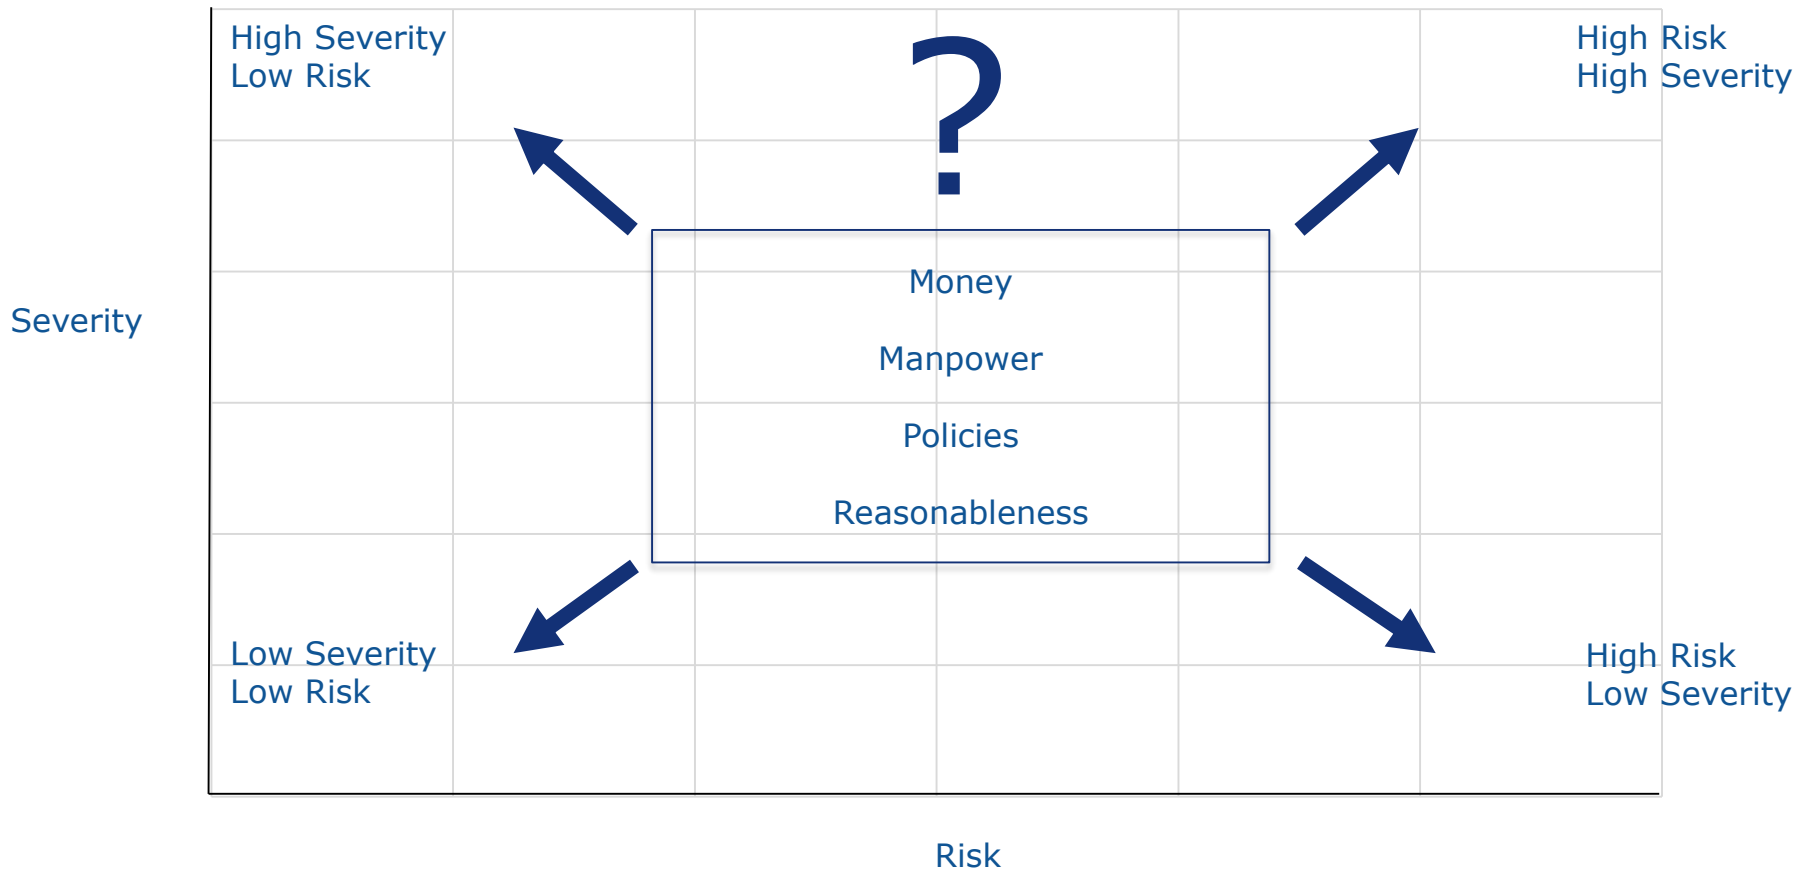 High Severity
Low Risk
?
High Risk
High Severity
Severity
Money
Manpower
Policies
Reasonableness
Low Severity
Low Risk
High Risk
Low Severity
Risk